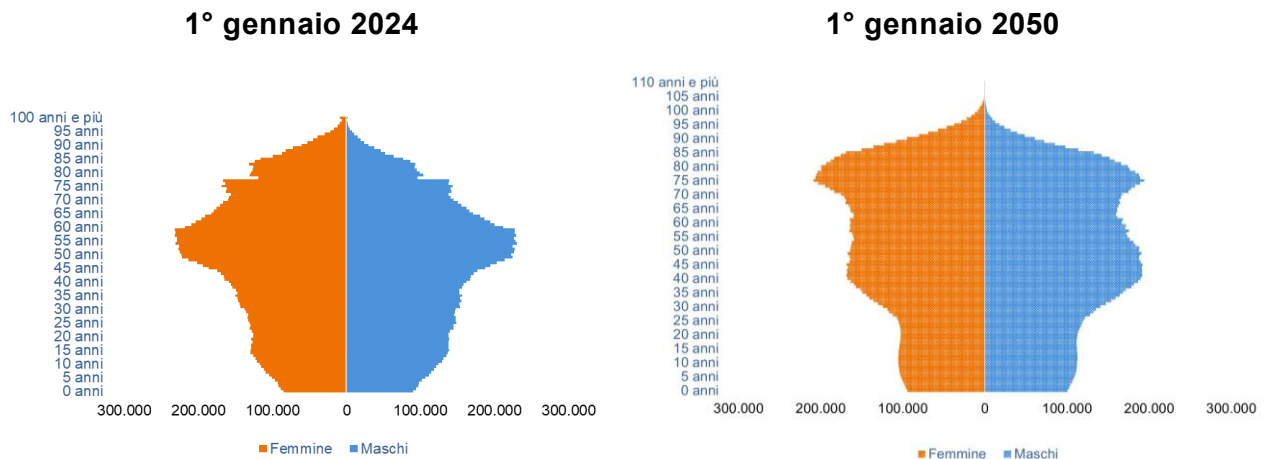 1° gennaio 2024
100 anni e più
95 anni
90 anni
85 anni
80 anni
75 anni
70 anni
65 anni
60 anni
55 anni
50 anni
45 anni
40 anni
35 anni
30 anni
25 anni
20 anni
15 anni
10 anni
5 anni
0 anni
300.000 200.000 100.000 0 100.000 200.000 300.000
Femmine Maschi
1° gennaio 2050
110 anni e più
105 anni
100 anni
95 anni
90 anni
85 anni
80 anni
75 anni
70 anni
65 anni
60 anni
55 anni
50 anni
45 anni
40 anni
35 anni
30 anni
25 anni
20 anni
15 anni
10 anni
5 anni
0 anni
300.000 200.000 100.000 0 100.000 200.000 300.000
Femmine Maschi